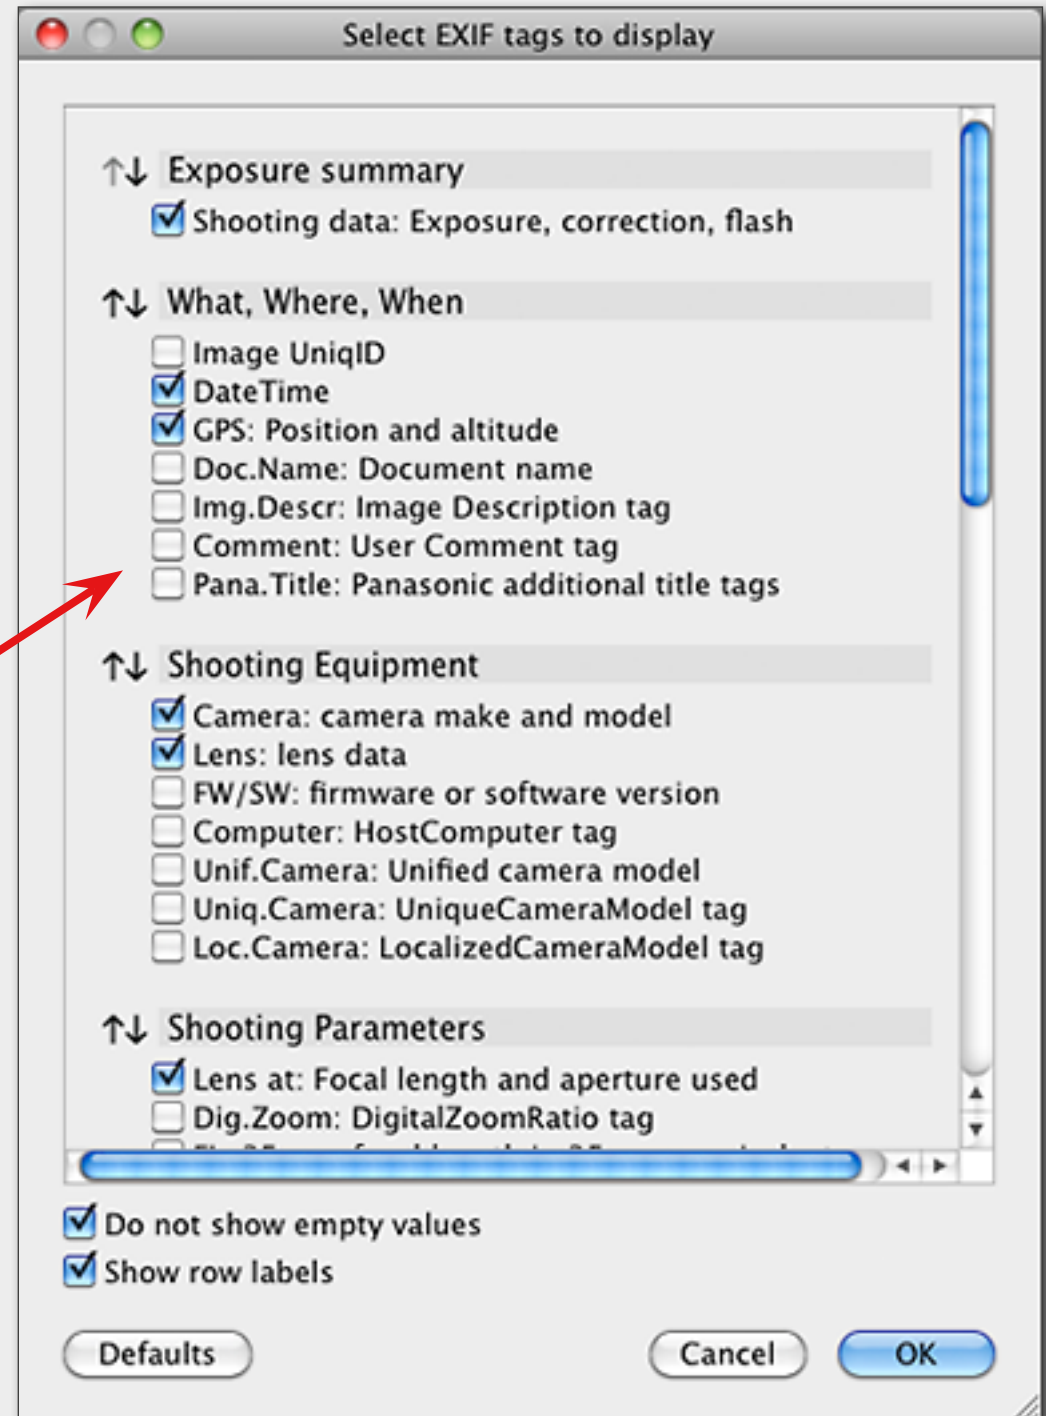 Select EXIF tags to display
Exposure summary
Shooting data: Exposure, correction, flash
What, Where, When
Image UniqID
DateTime
GPS: Position and altitude
Doc.Name: Document name
Img.Descr: Image Description tag
Comment: User Comment tag
Pana.Title: Panasonic additional title tags
Shooting Equipment
Camera: camera make and model
Lens: lens data
FW/SW: firmware or software version
Computer: HostComputer tag
Unif.Camera: Unified camera model
Uniq.Camera: UniqueCameraModel tag
Loc.Camera: LocalizedCameraModel tag
Shooting Parameters
Lens at: Focal length and aperture used
Dig.Zoom: DigitalZoomRatio tag
Do not show empty values
Show row labels
Defaults
Cancel
OK